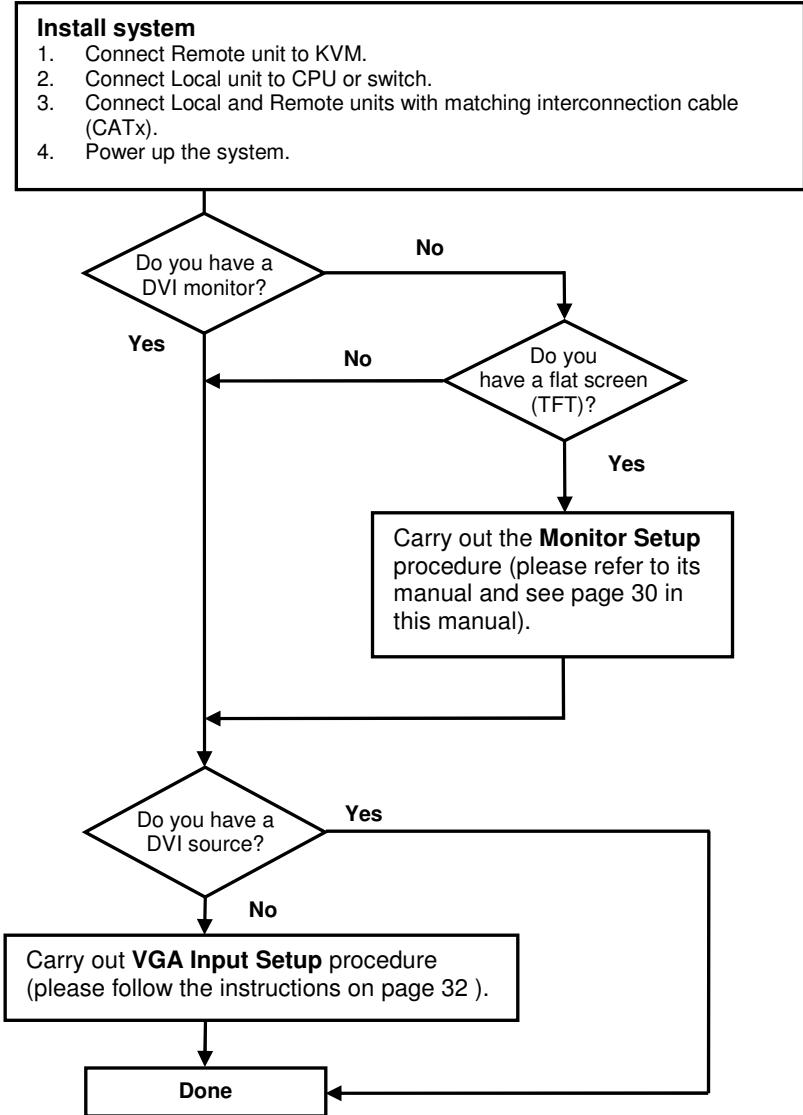 Install system
1. Connect Remote unit to KVM.
2. Connect Local unit to CPU or switch.
3. Connect Local and Remote units with matching interconnection cable
(CATx).
4. Power up the system.
Do you have a
DVI monitor?
No
Yes
Do you
have a flat screen
(TFT)?
No
Yes
Carry out the Monitor Setup
procedure (please refer to its
manual and see page 30 in
this manual).
Do you have a
DVI source?
Yes
No
Carry out VGA Input Setup procedure
(please follow the instructions on page 32 ).
Done